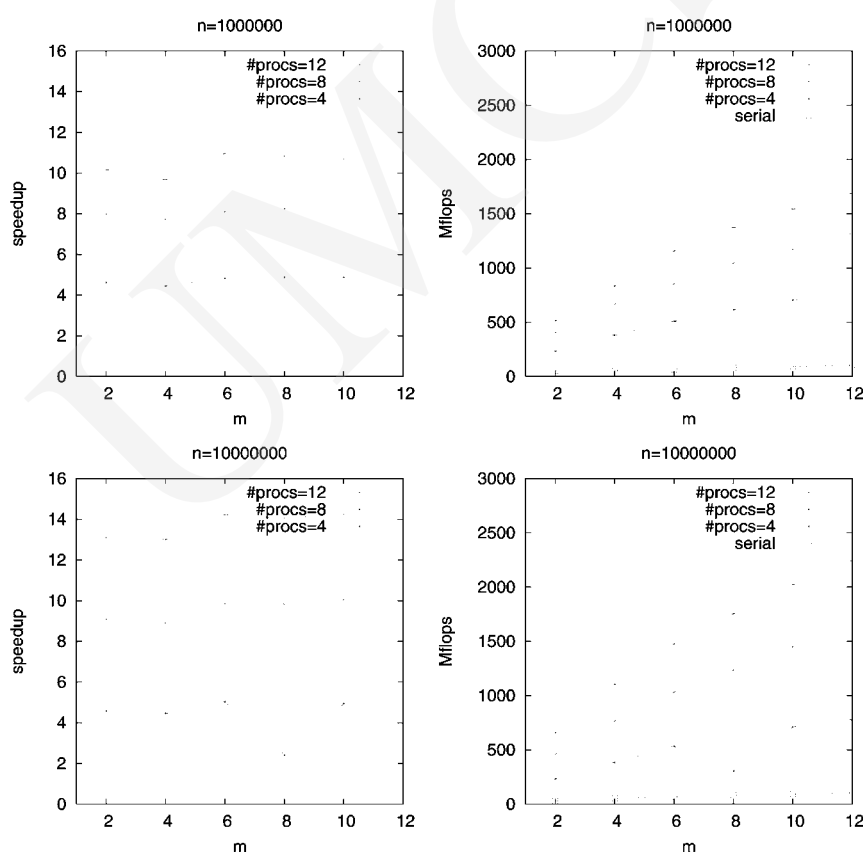 n=1000000
16
14
12
10
8
6
4
2
0
speedup
#procs=12
#procs=8
#procs=4
2 4 6 8 10 12
m
n=1000000
3000
2500
2000
1500
1000
500
0
Mflops
#procs=12
#procs=8
#procs=4
serial
2 4 6 8 10 12
m
n=10000000
16
14
12
10
8
6
4
2
0
speedup
#procs=12
#procs=8
#procs=4
2 4 6 8 10 12
m
n=10000000
3000
2500
2000
1500
1000
500
0
Mflops
#procs=12
#procs=8
#procs=4
serial
2 4 6 8 10 12
m
UMC